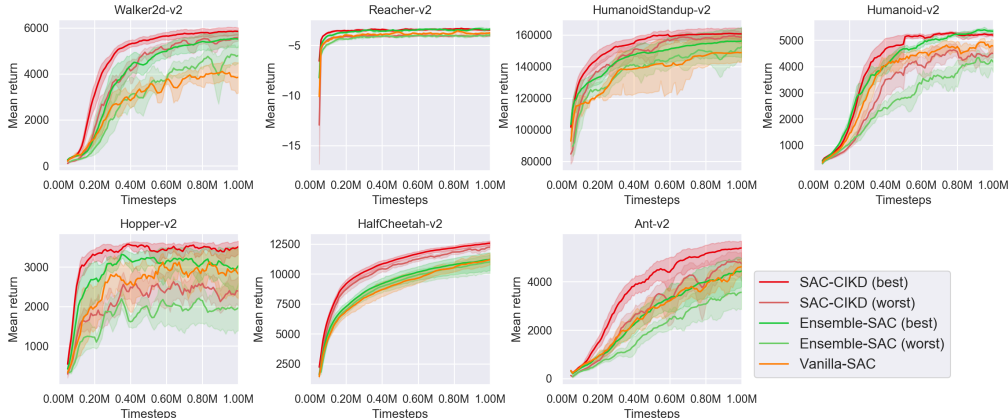 Walker2d-v2
Mean return
6000
4000
2000
0
0.00M 0.20M 0.40M 0.60M 0.80M 1.00M
Timesteps
Reacher-v2
Mean return
−5
−10
−15
0.00M 0.20M 0.40M 0.60M 0.80M 1.00M
Timesteps
HumanoidStandup-v2
Mean return
160000
140000
120000
100000
80000
0.00M 0.20M 0.40M 0.60M 0.80M 1.00M
Timesteps
Humanoid-v2
Mean return
5000
4000
3000
2000
1000
0.00M 0.20M 0.40M 0.60M 0.80M 1.00M
Timesteps
Hopper-v2
Mean return
3000
2000
1000
0.00M 0.20M 0.40M 0.60M 0.80M 1.00M
Timesteps
HalfCheetah-v2
Mean return
12500
10000
7500
5000
2500
0.00M 0.20M 0.40M 0.60M 0.80M 1.00M
Timesteps
Ant-v2
Mean return
4000
2000
0
0.00M 0.20M 0.40M 0.60M 0.80M 1.00M
Timesteps
SAC-CIKD (best)
SAC-CIKD (worst)
Ensemble-SAC (best)
Ensemble-SAC (worst)
Vanilla-SAC